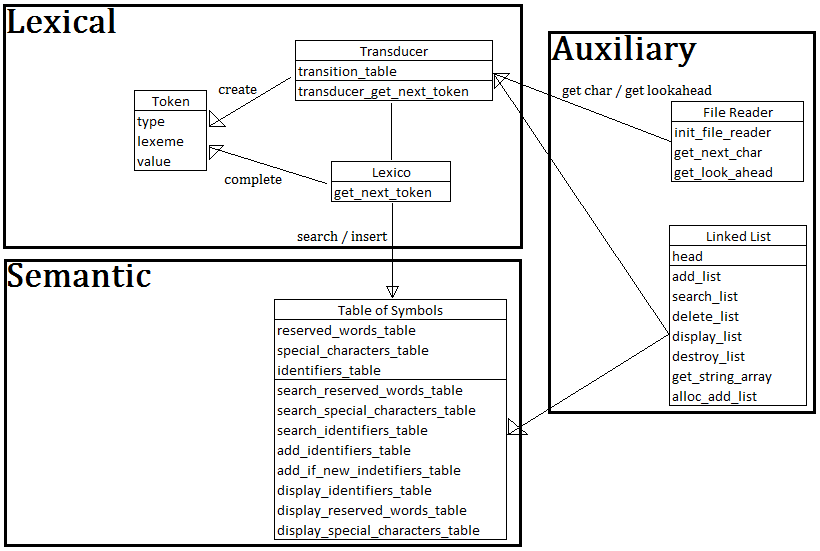 Lexical
Transducer
transition_table
transducer_get_next_token
create
Token
type
lexeme
value
complete
Lexico
get_next_token
search / insert
Auxiliary
get char / get lookahead
File Reader
init_file_reader
get_next_char
get_look_ahead
Linked List
head
add_list
search_list
delete_list
display_list
destroy_list
get_string_array
alloc_add_list
Semantic
Table of Symbols
reserved_words_table
special_characters_table
identifiers_table
search_reserved_words_table
search_special_characters_table
search_identifiers_table
add_identifiers_table
add_if_new_indetifiers_table
display_identifiers_table
display_reserved_words_table
display_special_characters_table